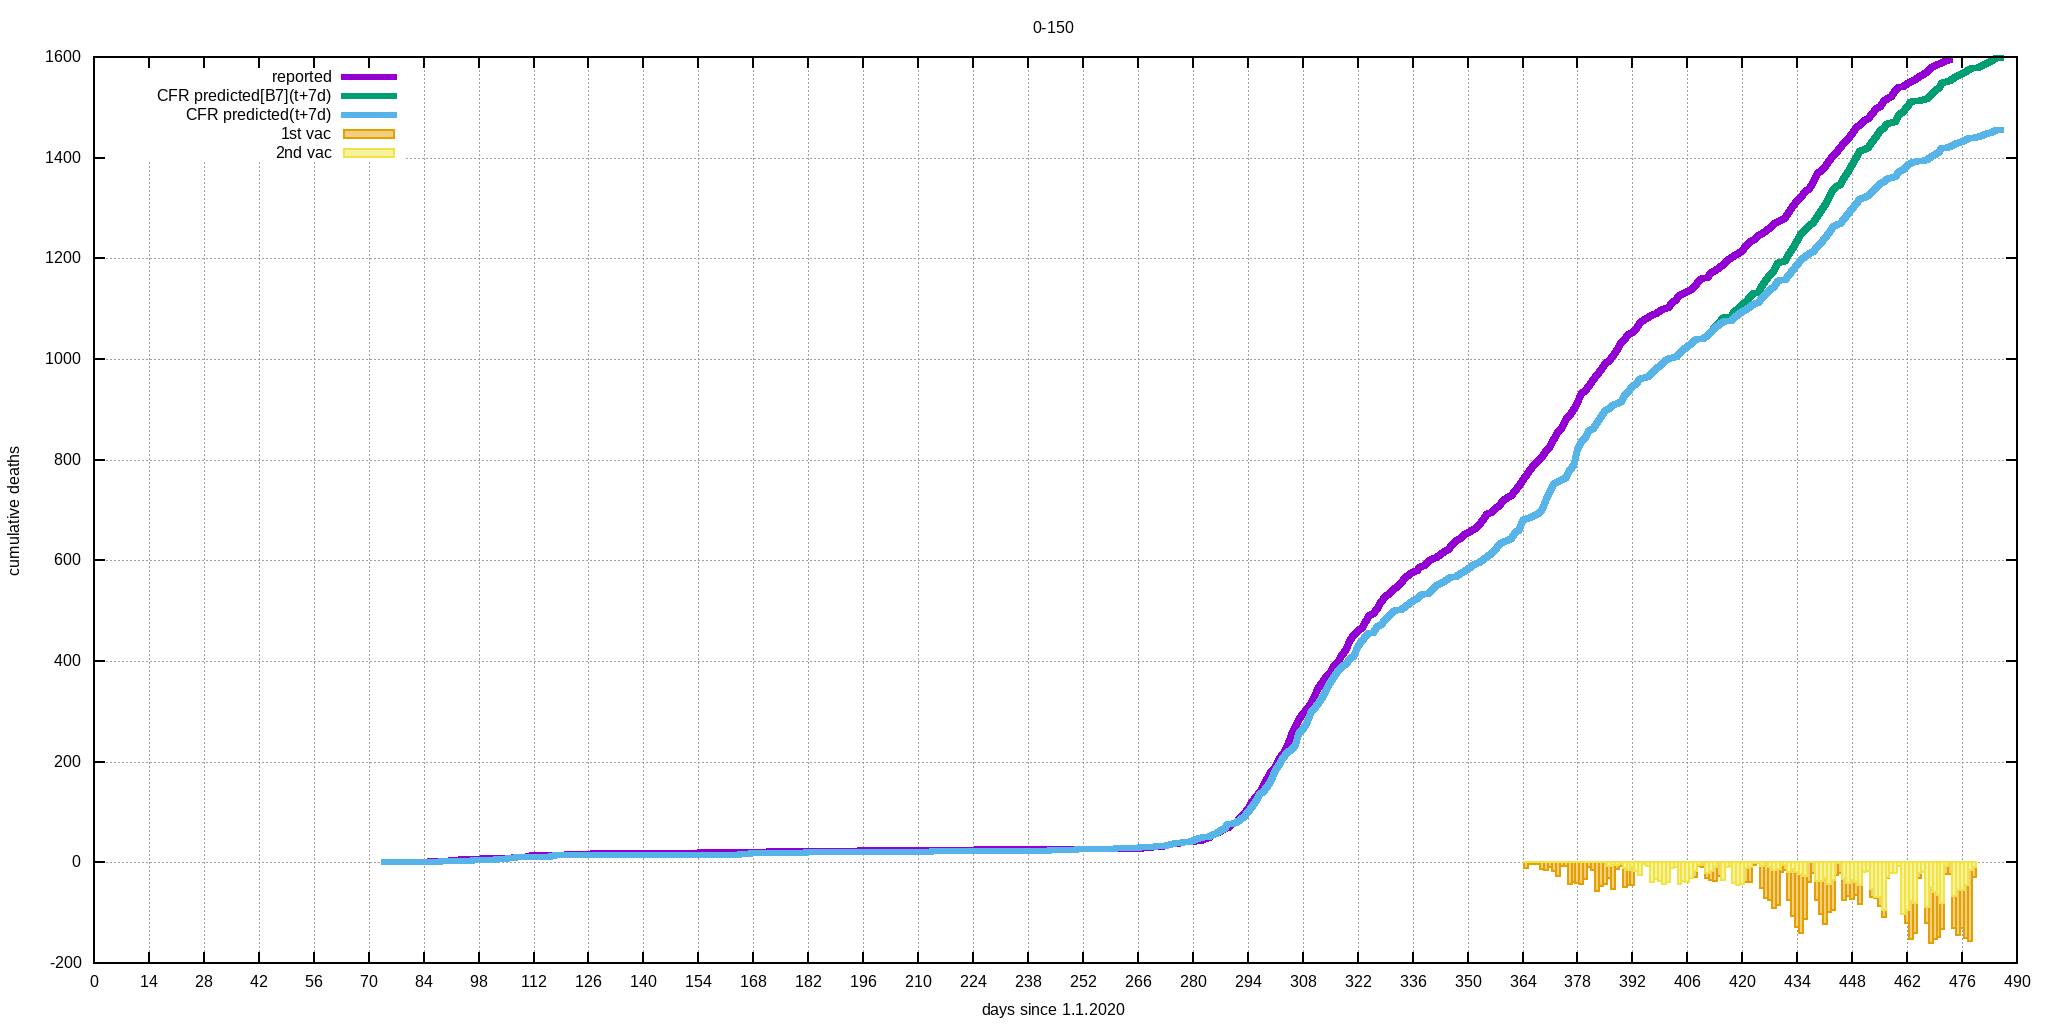 0-150
reported
CFR predicted[B7](t+7d)
CFR predicted(t+7d)
1st vac
2nd vac
1600
1400
1200
1000
800
600
400
200
0
-200
cumulative deaths
0 14 28 42 56 70 84 98 112 126 140 154 168 182 196 210 224 238 252 266 280 294 308 322 336 350 364 378 392 406 420 434 448 462 476 490
days since 1.1.2020